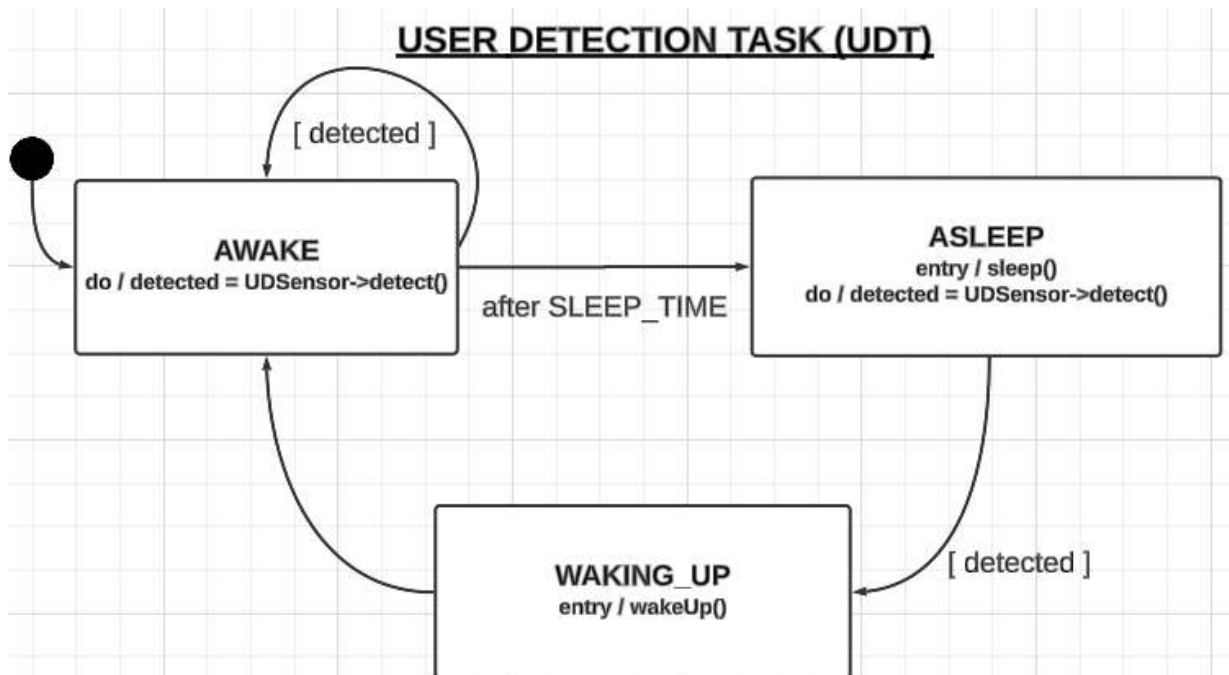 USER DETECTION TASK (UDT)
[ detected ]
AWAKE
do / detected = UDSensor->detect()
after SLEEP_TIME
ASLEEP
entry / sleep()
do / detected = UDSensor->detect()
[ detected ]
WAKING_UP
entry / wakeUp()